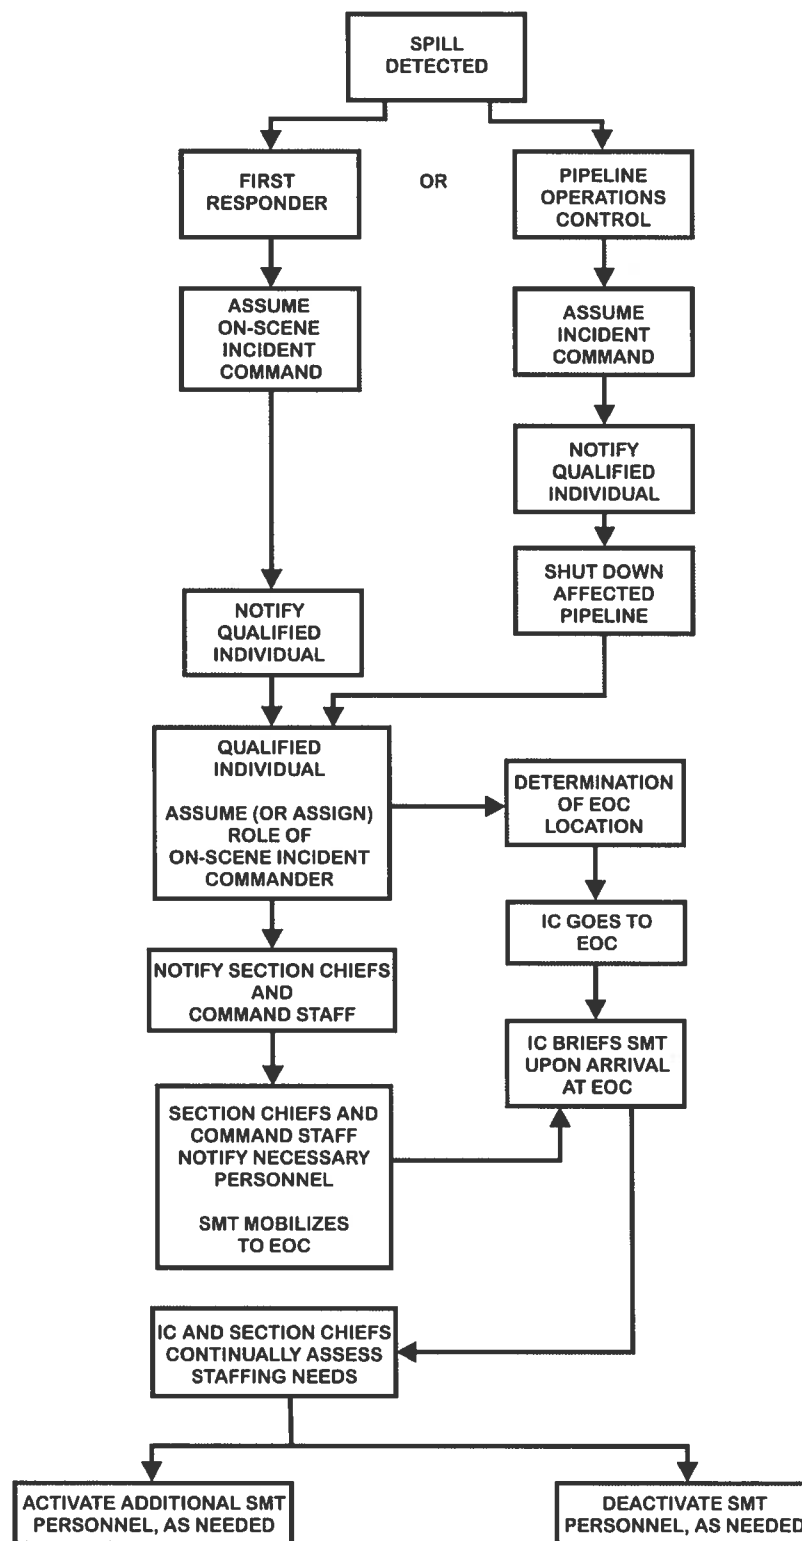 SPILL
DETECTED
FIRST
RESPONDER
OR
PIPELINE
OPERATIONS
CONTROL
ASSUME
ON-SCENE
INCIDENT
COMMAND
ASSUME
INCIDENT
COMMAND
NOTIFY
QUALIFIED
INDIVIDUAL
SHUT DOWN
AFFECTED
PIPELINE
NOTIFY
QUALIFIED
INDIVIDUAL
QUALIFIED
INDIVIDUAL
ASSUME (OR ASSIGN)
ROLE OF
ON-SCENE INCIDENT
COMMANDER
DETERMINATION
OF EOC
LOCATION
IC GOES TO
EOC
NOTIFY SECTION CHIEFS
AND
COMMAND STAFF
IC BRIEFS SMT
UPON ARRIVAL
AT EOC
SECTION CHIEFS AND
COMMAND STAFF
NOTIFY NECESSARY
PERSONNEL
SMT MOBILIZES
TO EOC
IC AND SECTION CHIEFS
CONTINUALLY ASSESS
STAFFING NEEDS
ACTIVATE ADDITIONAL SMT
PERSONNEL, AS NEEDED
DEACTIVATE SMT
PERSONNEL, AS NEEDED